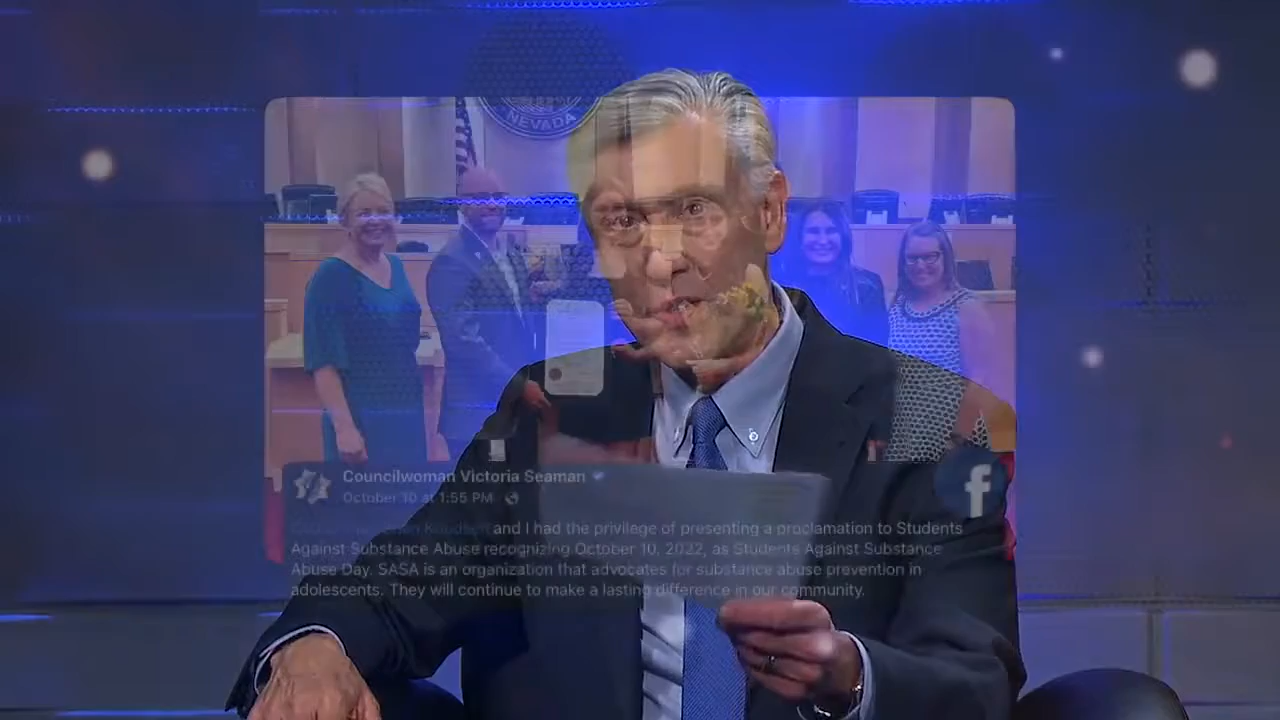 NEVADA
Councilwoman Victoria Seaman
October 10 at 1:55 PM
and I had the privilege of presenting a proclamation to Students
Against Substance Abuse recognizing October 10, 2022, as Students Against Substance
Abuse Day. SASA is an organization that advocates for substance abuse prevention in
adolescents. They will continue to make a lasting difference in our community.
f